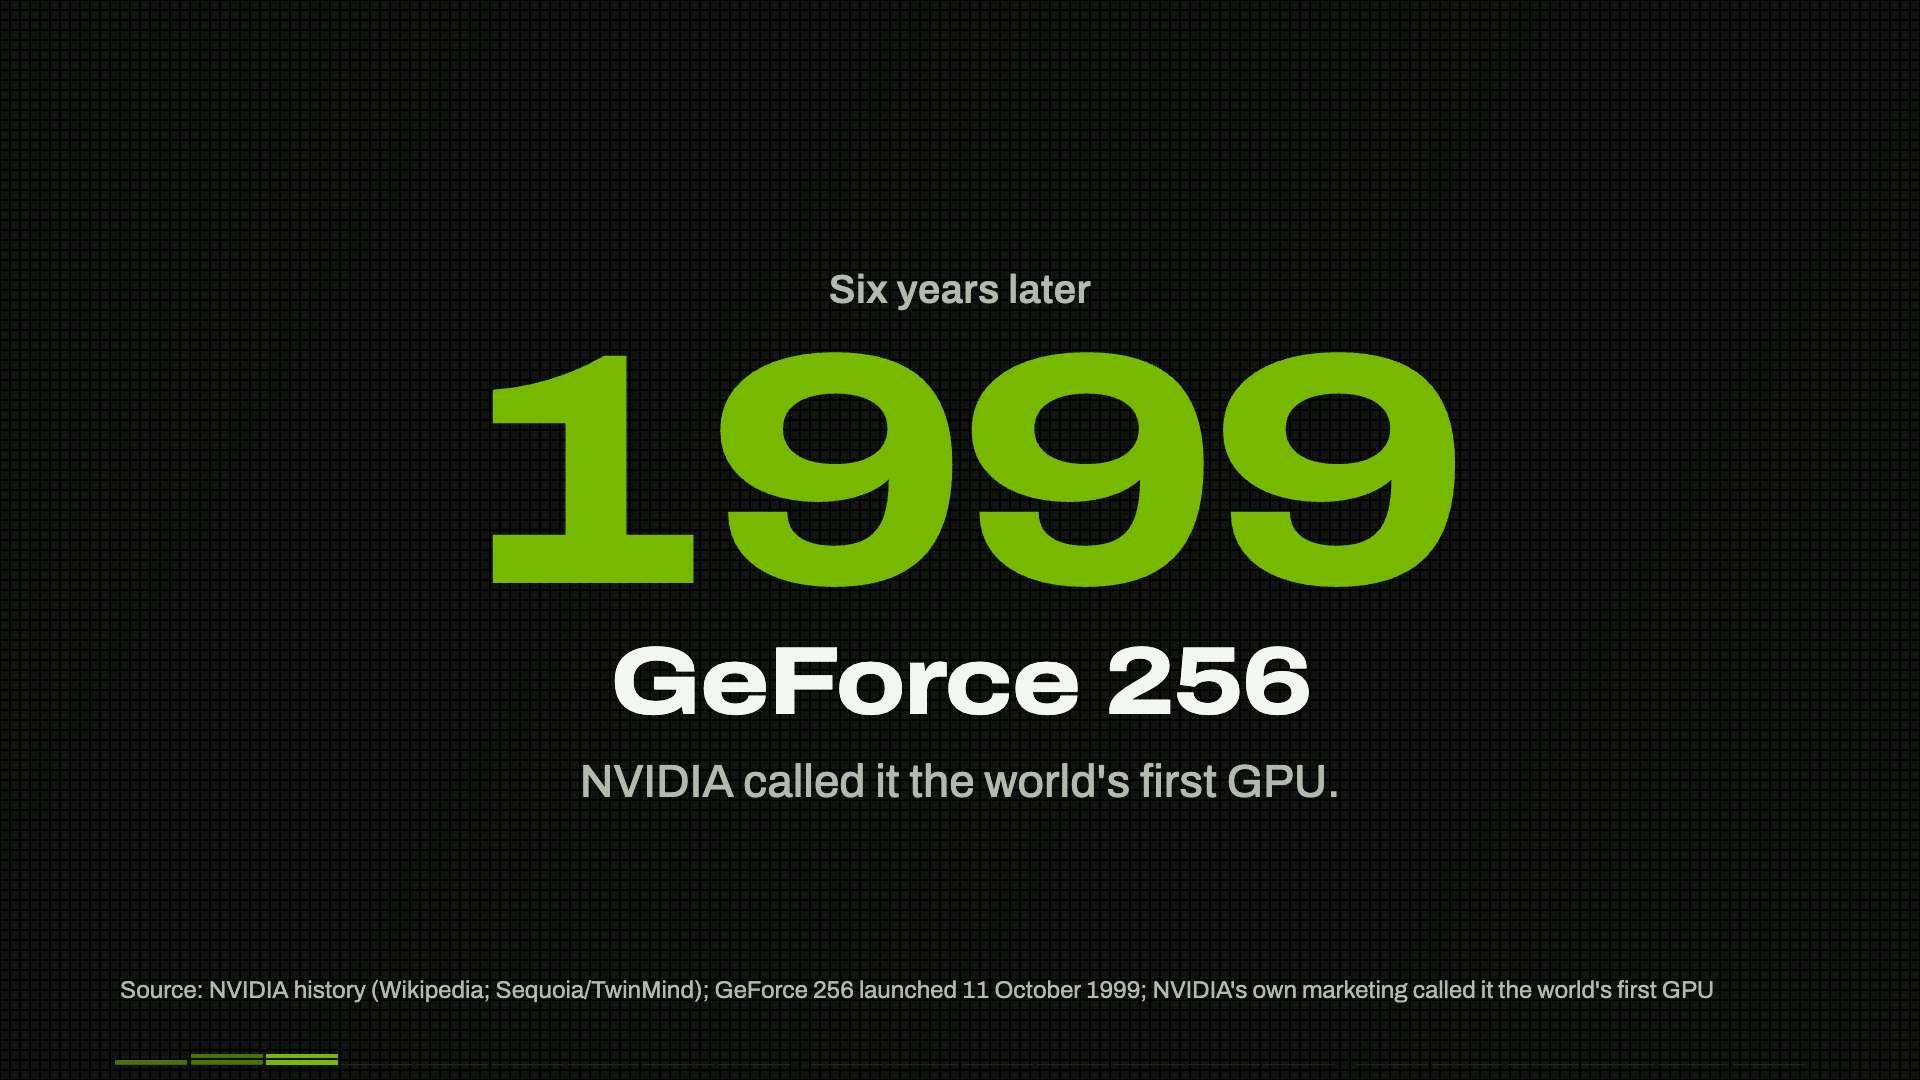 Six years later
1999
GeForce 256
NVIDIA called it the world's first GPU.
Source: NVIDIA history (Wikipedia; Sequoia/TwinMind); GeForce 256 launched 11 October 1999; NVIDIA's own marketing called it the world's first GPU